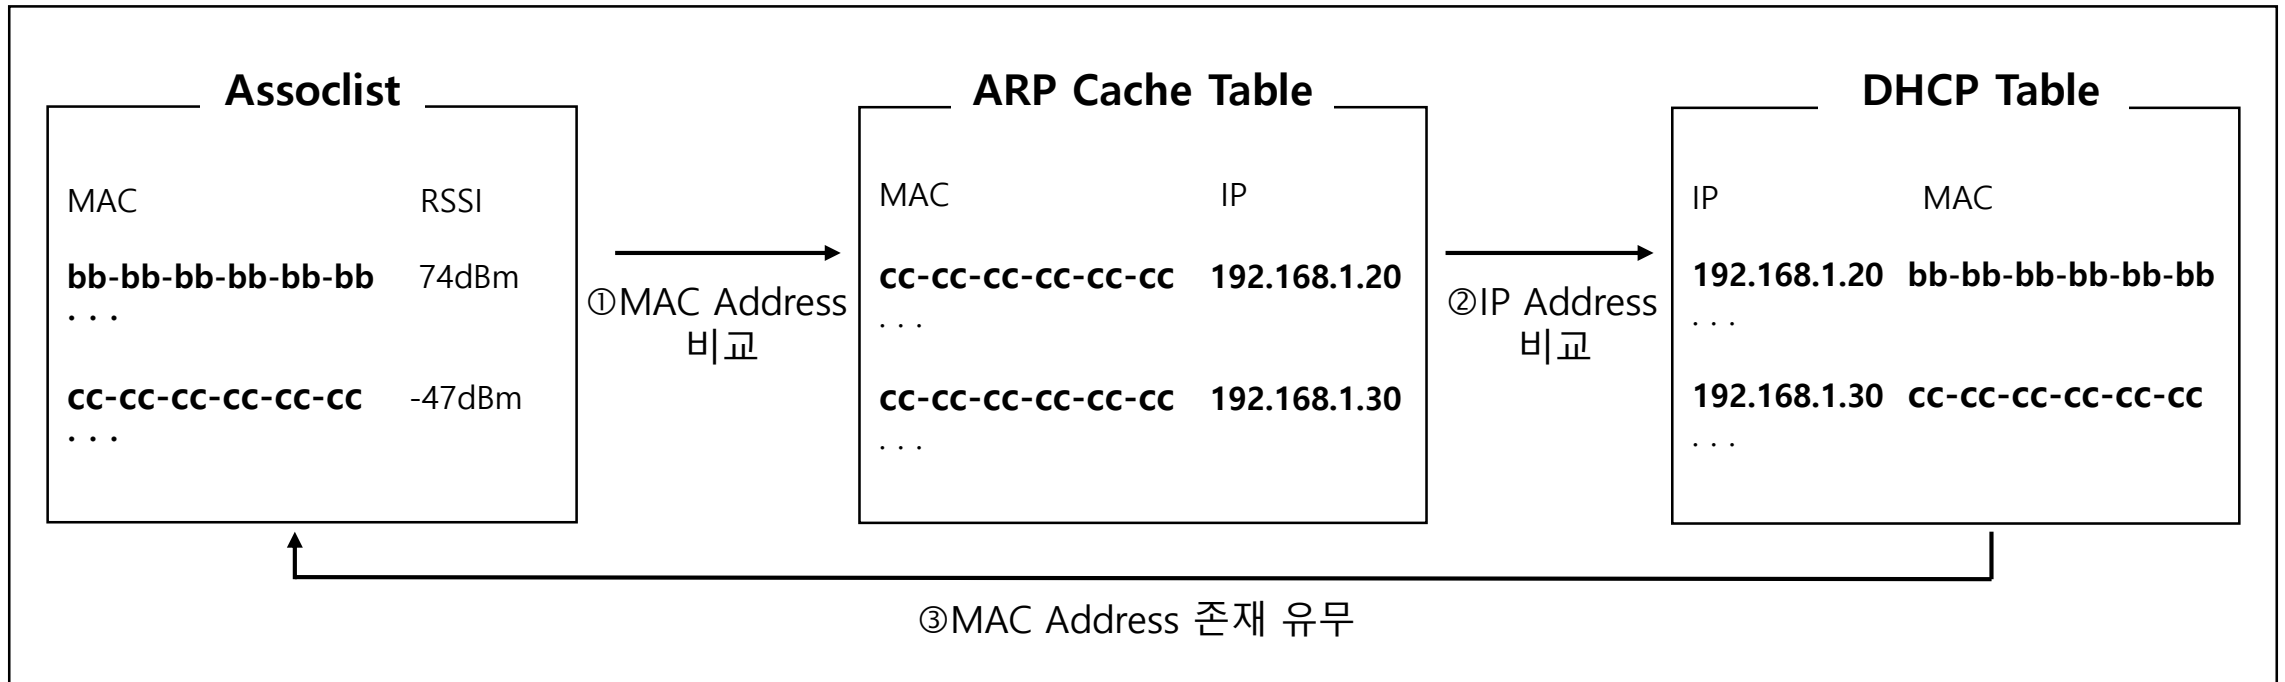 Assoclist
MAC RSSI
bb-bb-bb-bb-bb-bb 74dBm
. . .
cc-cc-cc-cc-cc-cc -47dBm
. . .
①MAC Address
비교
ARP Cache Table
MAC IP
cc-cc-cc-cc-cc-cc 192.168.1.20
. . .
cc-cc-cc-cc-cc-cc 192.168.1.30
. . .
②IP Address
비교
DHCP Table
IP MAC
192.168.1.20 bb-bb-bb-bb-bb-bb
. . .
192.168.1.30 cc-cc-cc-cc-cc-cc
. . .
③MAC Address 존재 유무